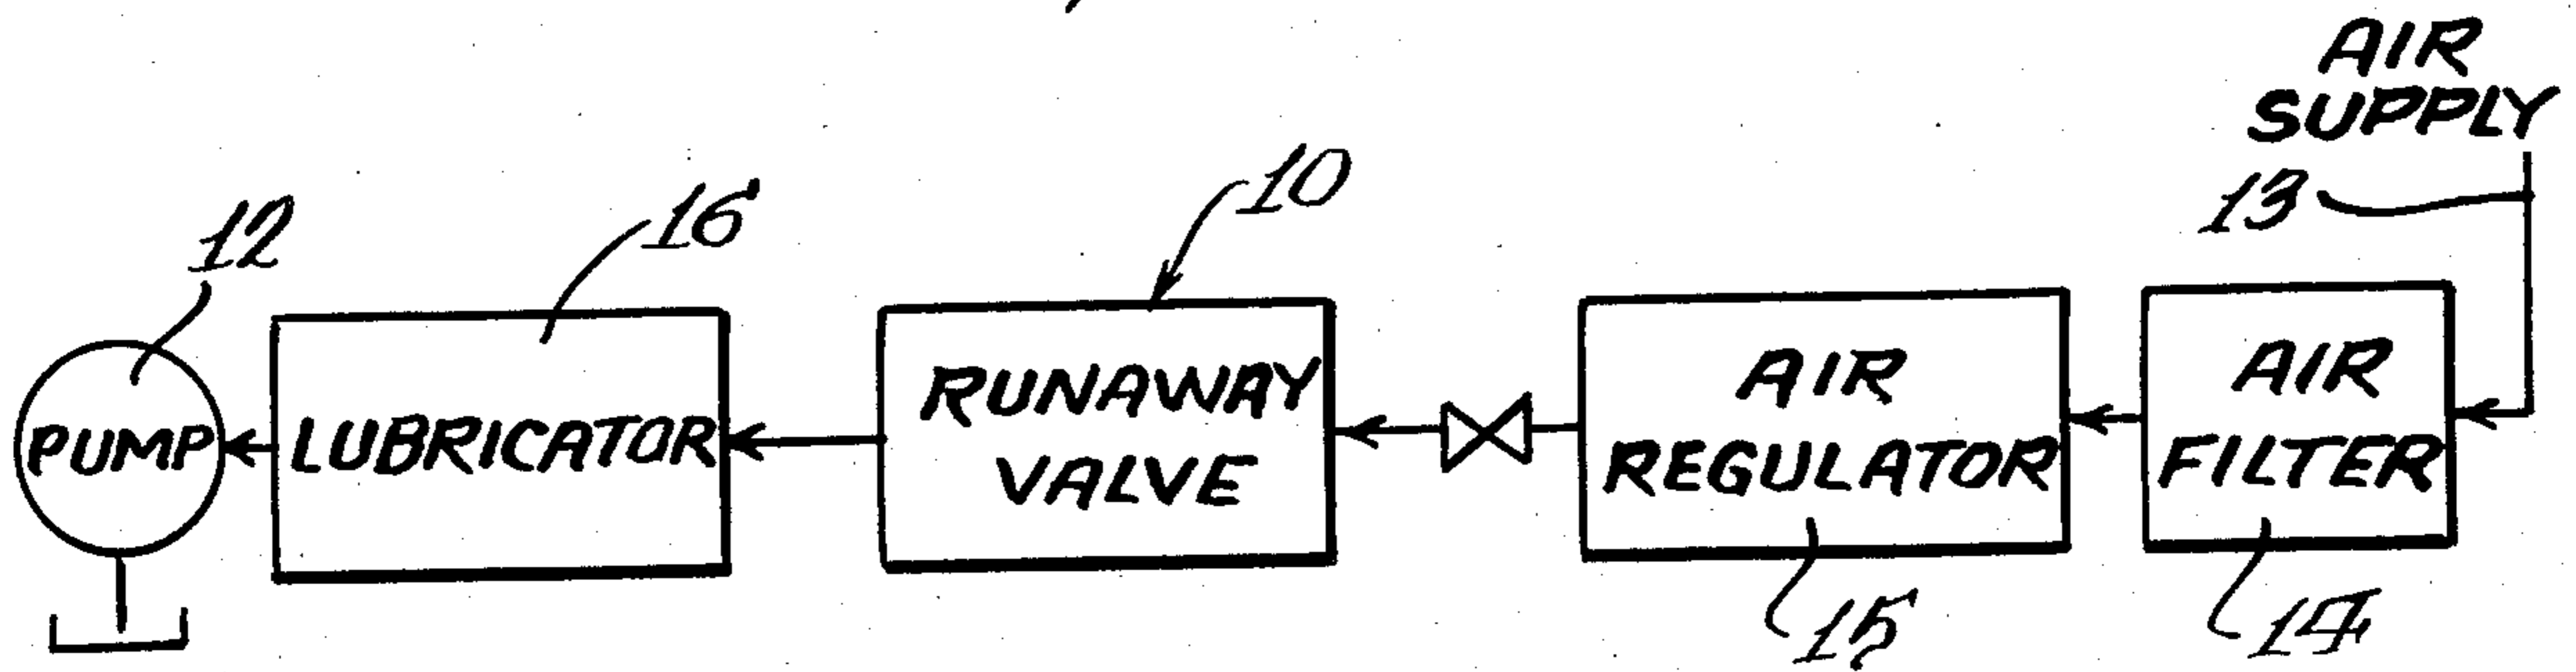 AIR
SUPPLY
10
13
16
12
AIR
FILTER
AIR
REGULATOR
RUNAWAY
VALVE
LUBRICATOR
PUMP
15
14